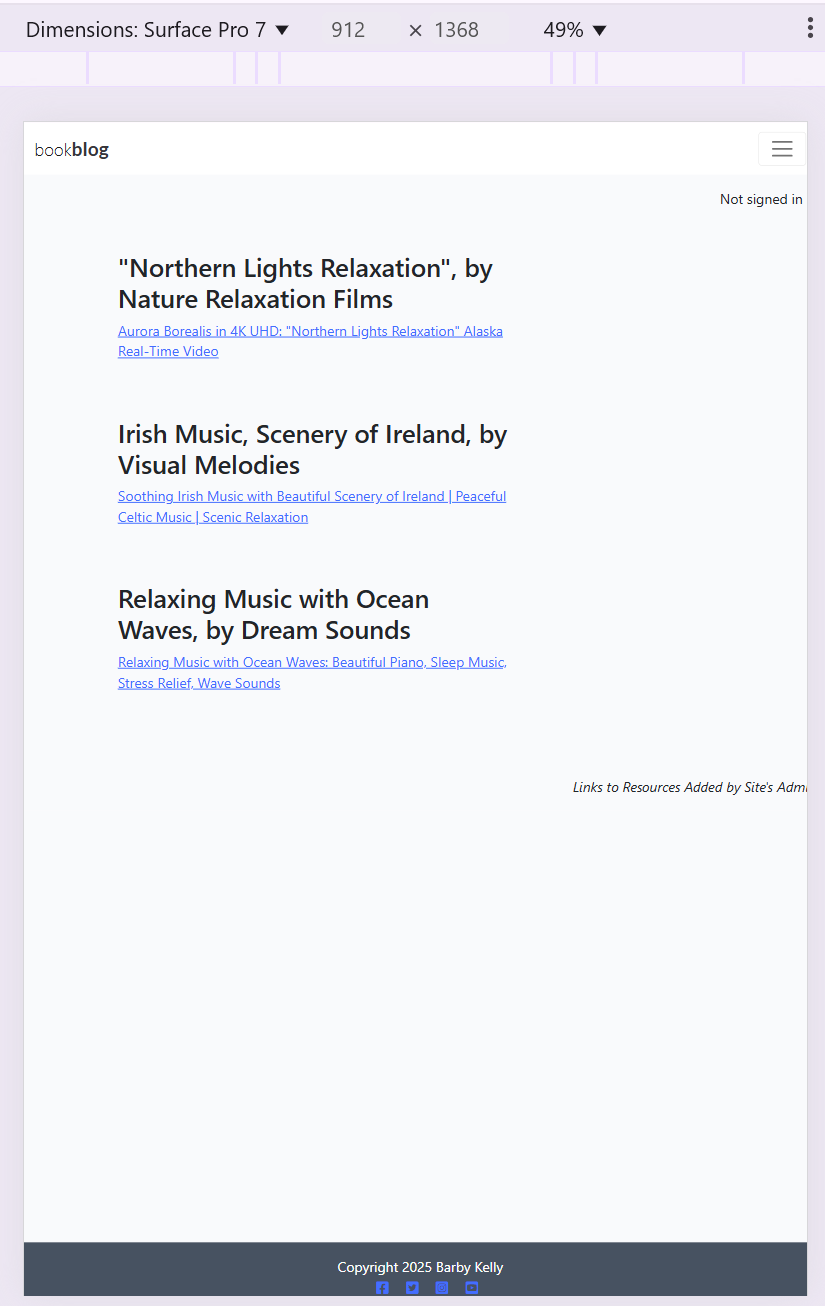 Dimensions: Surface Pro 7 ▼ 912 × 1368 49% ▼
bookblog
Not signed in
"Northern Lights Relaxation", by
Nature Relaxation Films
Aurora Borealis in 4K UHD: "Northern Lights Relaxation" Alaska
Real-Time Video
Irish Music, Scenery of Ireland, by
Visual Melodies
Soothing Irish Music with Beautiful Scenery of Ireland | Peaceful
Celtic Music | Scenic Relaxation
Relaxing Music with Ocean
Waves, by Dream Sounds
Relaxing Music with Ocean Waves: Beautiful Piano, Sleep Music,
Stress Relief, Wave Sounds
Links to Resources Added by Site's
Copyright 2025 Barby Kelly